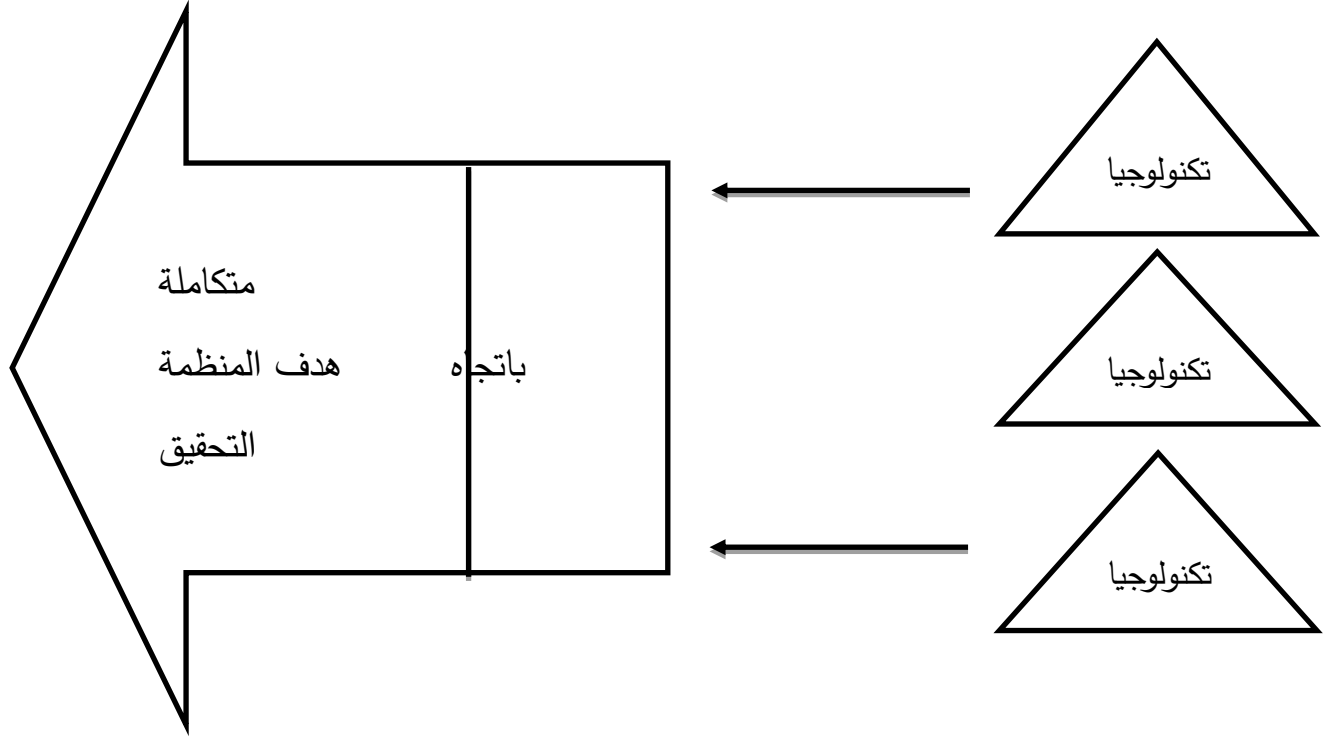 تكنولوجيا
تكنولوجيا
تكنولوجيا
متكاملة
باتجاه هدف المنظمة
التحقيق